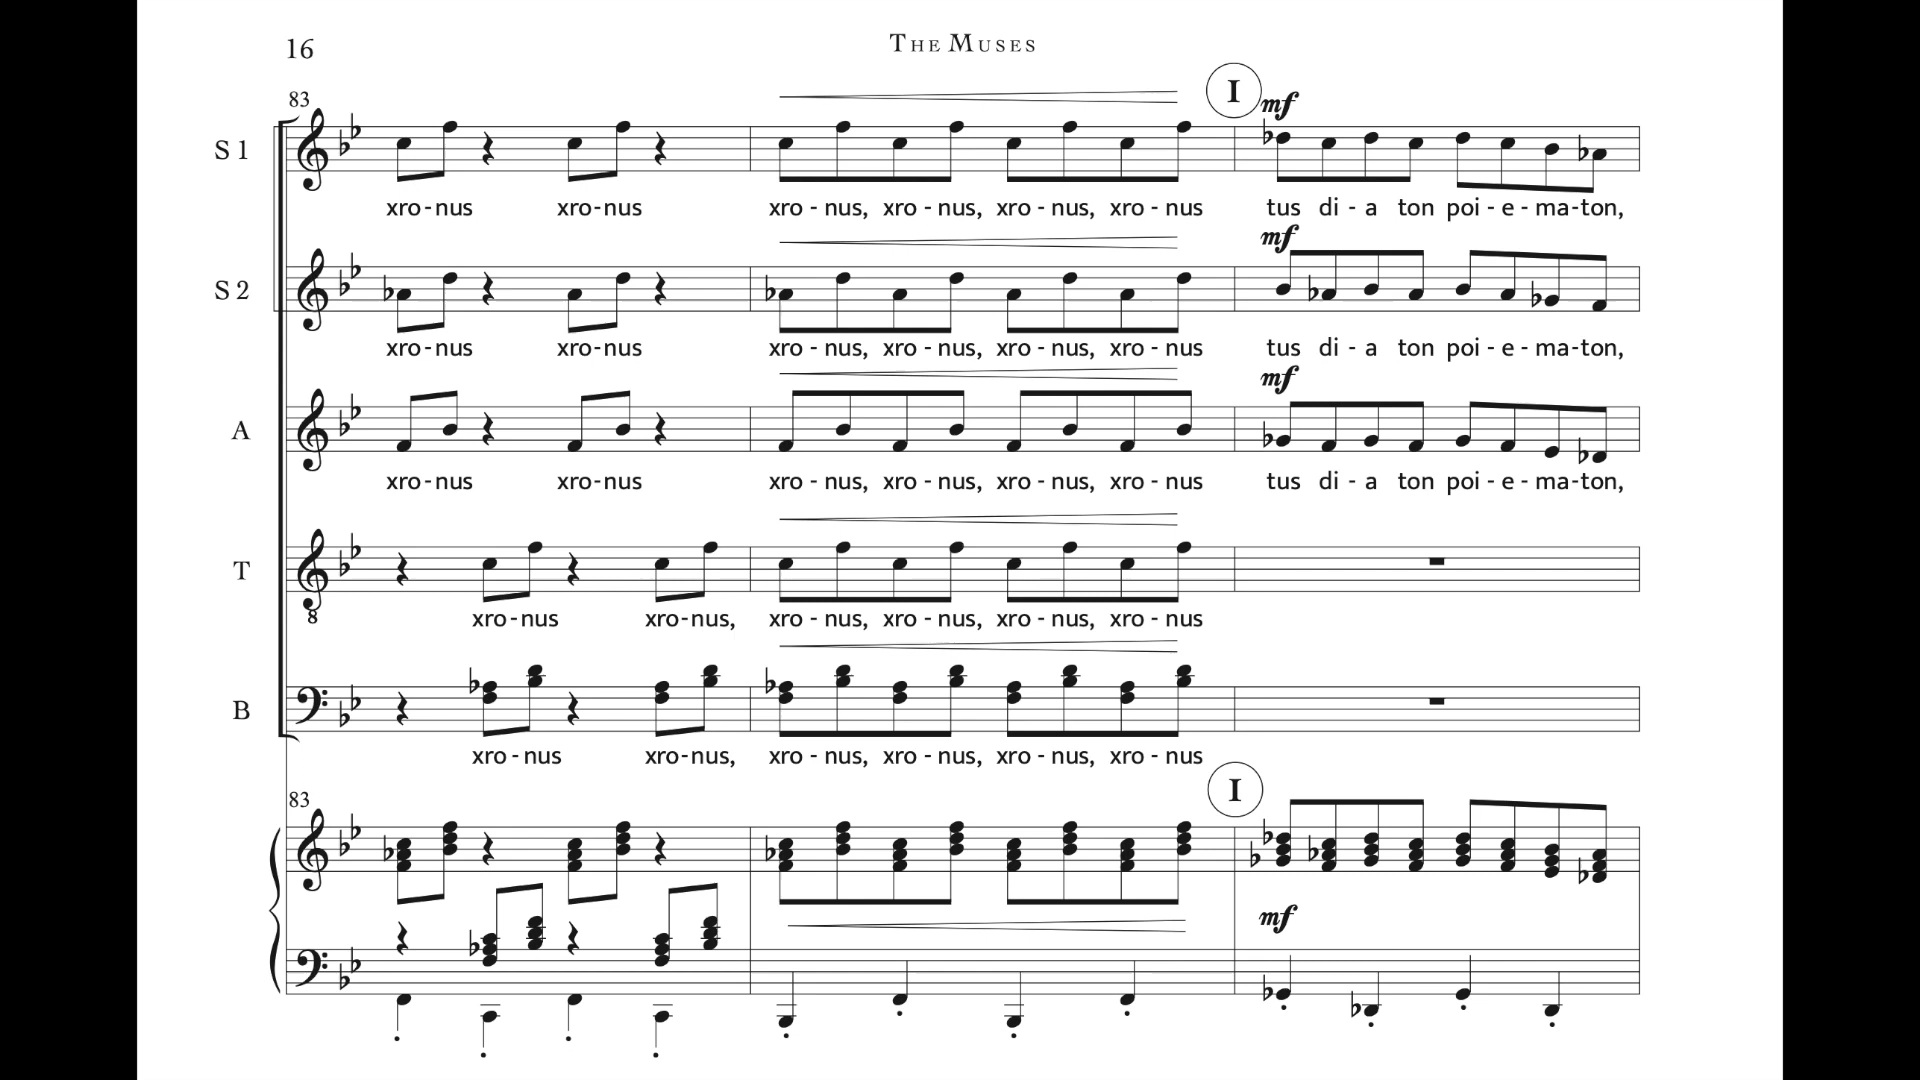 16
THE MUSES
83
I
mf
S 1
xro-nus xro-nus xro - nus, xro - nus, xro - nus, xro - nus tus di - a ton poi - e - ma-ton,
mf
S 2
xro-nus xro-nus xro - nus, xro - nus, xro - nus, xro - nus tus di - a ton poi - e - ma-ton,
mf
A
xro-nus xro-nus xro - nus, xro - nus, xro - nus, xro - nus tus di - a ton poi - e - ma-ton,
T
8
xro-nus xro-nus, xro - nus, xro - nus, xro - nus, xro - nus
B
xro-nus xro-nus, xro - nus, xro - nus, xro - nus, xro - nus
I
83
mf